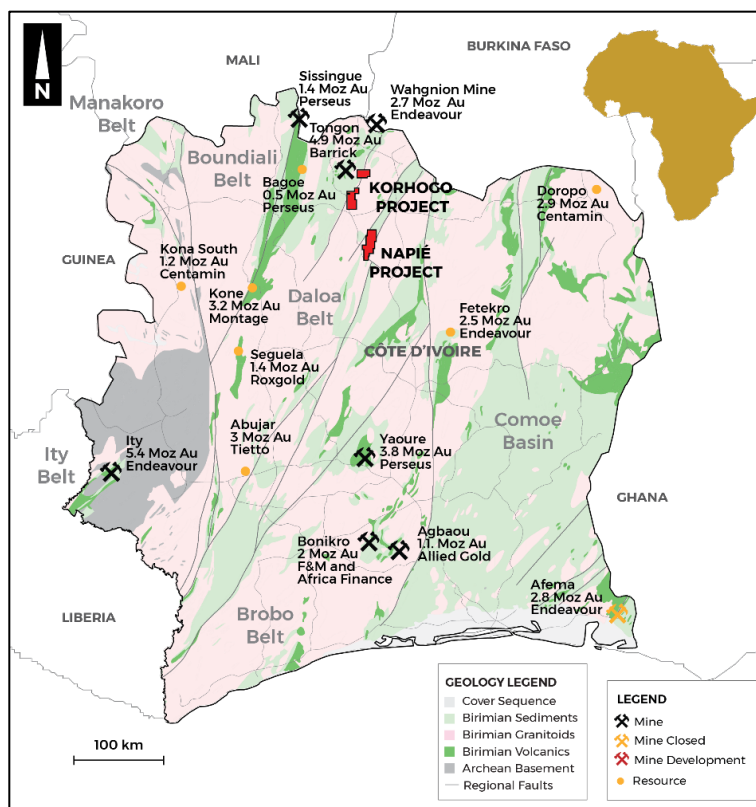 MALI
BURKINA FASO
N
Sissingue
1.4 Moz Au
Perseus
Wahgnion Mine
2.7 Moz Au
Endeavour
Manakoro
Belt
Tongon
4.9 Moz Au
Barrick
Boundiali
Belt
Bagoe
0.5 Moz Au
Perseus
KORHOGO
PROJECT
Doropo
2.9 Moz Au
Centamin
NAPIÉ
PROJECT
Kona South
1.2 Moz Au
Centamin
GUINEA
Kone
3.2 Moz Au
Montage
Daloa
Belt
Fetekro
2.5 Moz Au
Endeavour
CÔTE D'IVOIRE
Seguela
1.4 Moz Au
Roxgold
Comoe
Basin
Abujar
3 Moz Au
Tietto
Yaoure
3.8 Moz Au
Perseus
Ity
5.4 Moz Au
Endeavour
Ity
Belt
GHANA
Bonikro
2 Moz Au
F&M and
Africa Finance
Agbaou
1.1. Moz Au
Allied Gold
Afema
2.8 Moz Au
Endeavour
LIBERIA
Brobo
Belt
100 km
GEOLOGY LEGEND
Cover Sequence
Birimian Sediments
Birimian Granitoids
Birimian Volcanics
Archean Basement
Regional Faults
LEGEND
Mine
Mine Closed
Mine Development
Resource